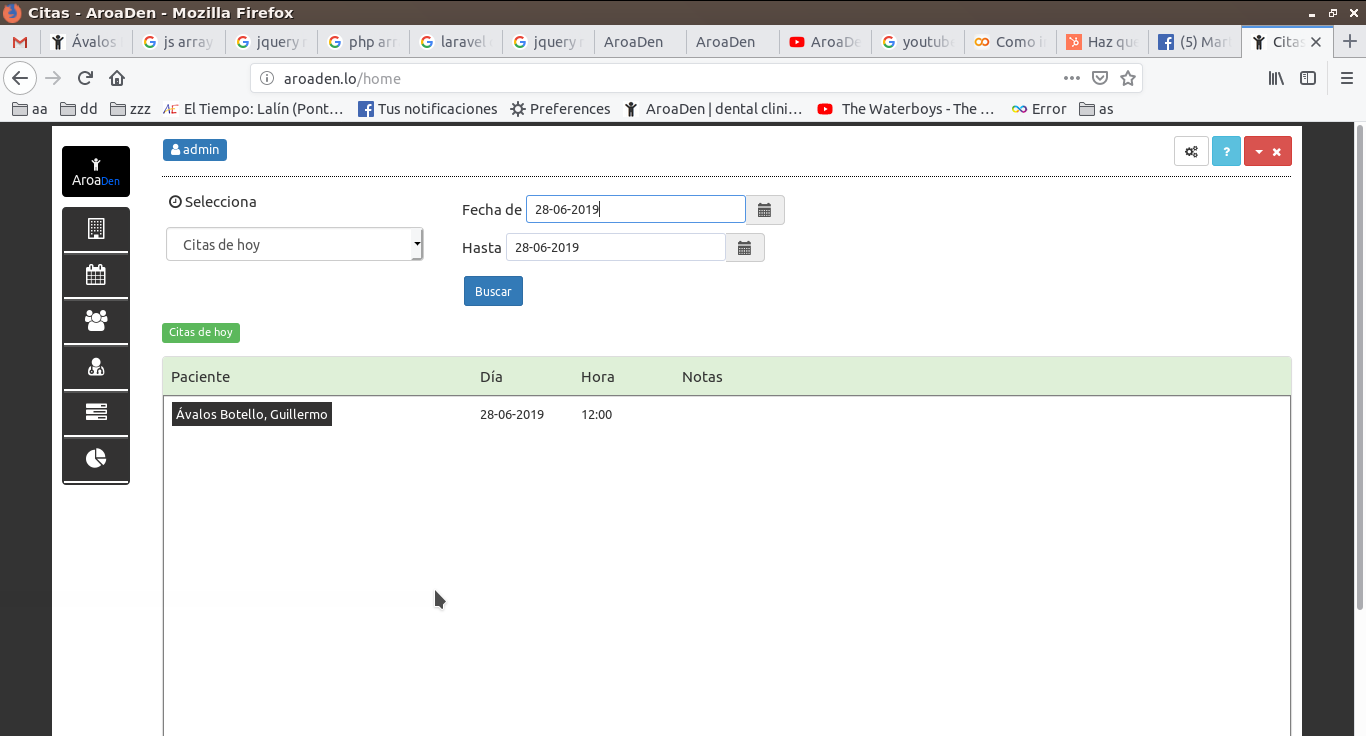 Citas - AroaDen - Mozilla Firefox
Ávalos js array jquery php arr laravel jquery AroaDen AroaDen AroaDe youtube Como Haz que (5) Mar Citas
aroaden.lo/home
aa dd zzz El Tiempo: Lalín (Pont… Tus notificaciones Preferences AroaDen | dental clini… The Waterboys - The … Error as
AroaDen
admin
?
Selecciona
Citas de hoy
Fecha de 28-06-2019
Hasta 28-06-2019
Buscar
Citas de hoy
Paciente Día Hora Notas
Ávalos Botello, Guillermo 28-06-2019 12:00